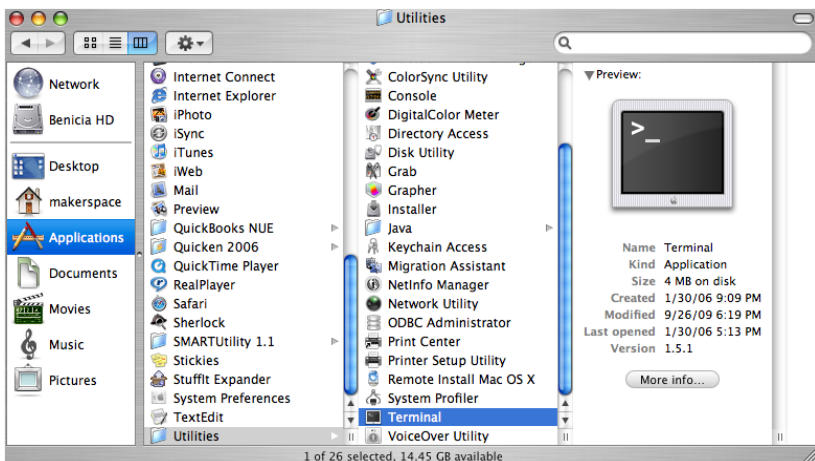 Utilities
Network
Benicia HD
Desktop
makerspace
Applications
Documents
Movies
Music
Pictures
Internet Connect
Internet Explorer
iPhoto
iSync
iTunes
iWeb
Mail
Preview
QuickBooks NUE
Quicken 2006
QuickTime Player
RealPlayer
Safari
Sherlock
SMARTUtility 1.1
Stickies
StuffIt Expander
System Preferences
TextEdit
Utilities
ColorSync Utility
Console
DigitalColor Meter
Directory Access
Disk Utility
Grab
Grapher
Installer
Java
Keychain Access
Migration Assistant
NetInfo Manager
Network Utility
ODBC Administrator
Print Center
Printer Setup Utility
Remote Install Mac OS X
System Profiler
Terminal
VoiceOver Utility
Preview:
>_
Name Terminal
Kind Application
Size 4 MB on disk
Created 1/30/06 9:09 PM
Modified 9/26/09 6:19 PM
Last opened 1/30/06 5:13 PM
Version 1.5.1
More info...
1 of 26 selected, 14.45 GB available